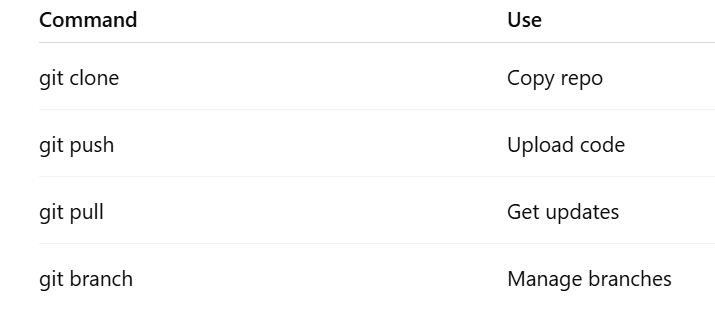 Command Use
git clone Copy repo
git push Upload code
git pull Get updates
git branch Manage branches